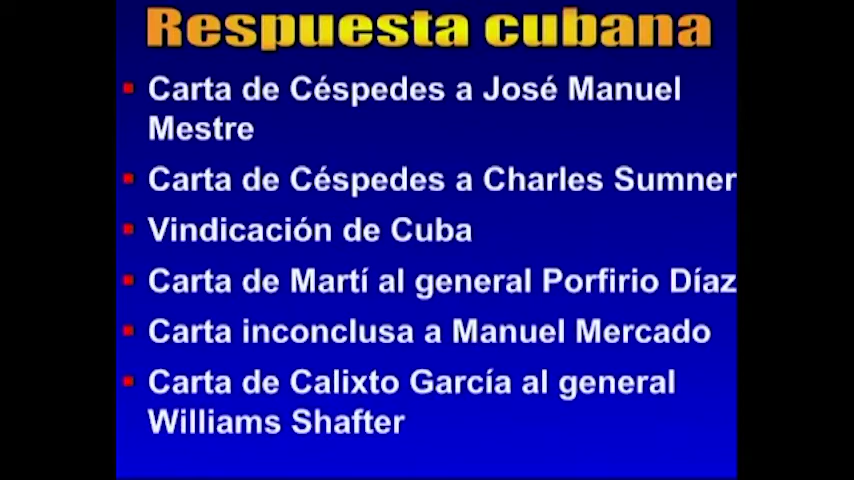 Respuesta cubana
Carta de Céspedes a José Manuel
Mestre
Carta de Céspedes a Charles Sumner
Vindicación de Cuba
Carta de Martí al general Porfirio Díaz
Carta inconclusa a Manuel Mercado
Carta de Calixto García al general
Williams Shafter